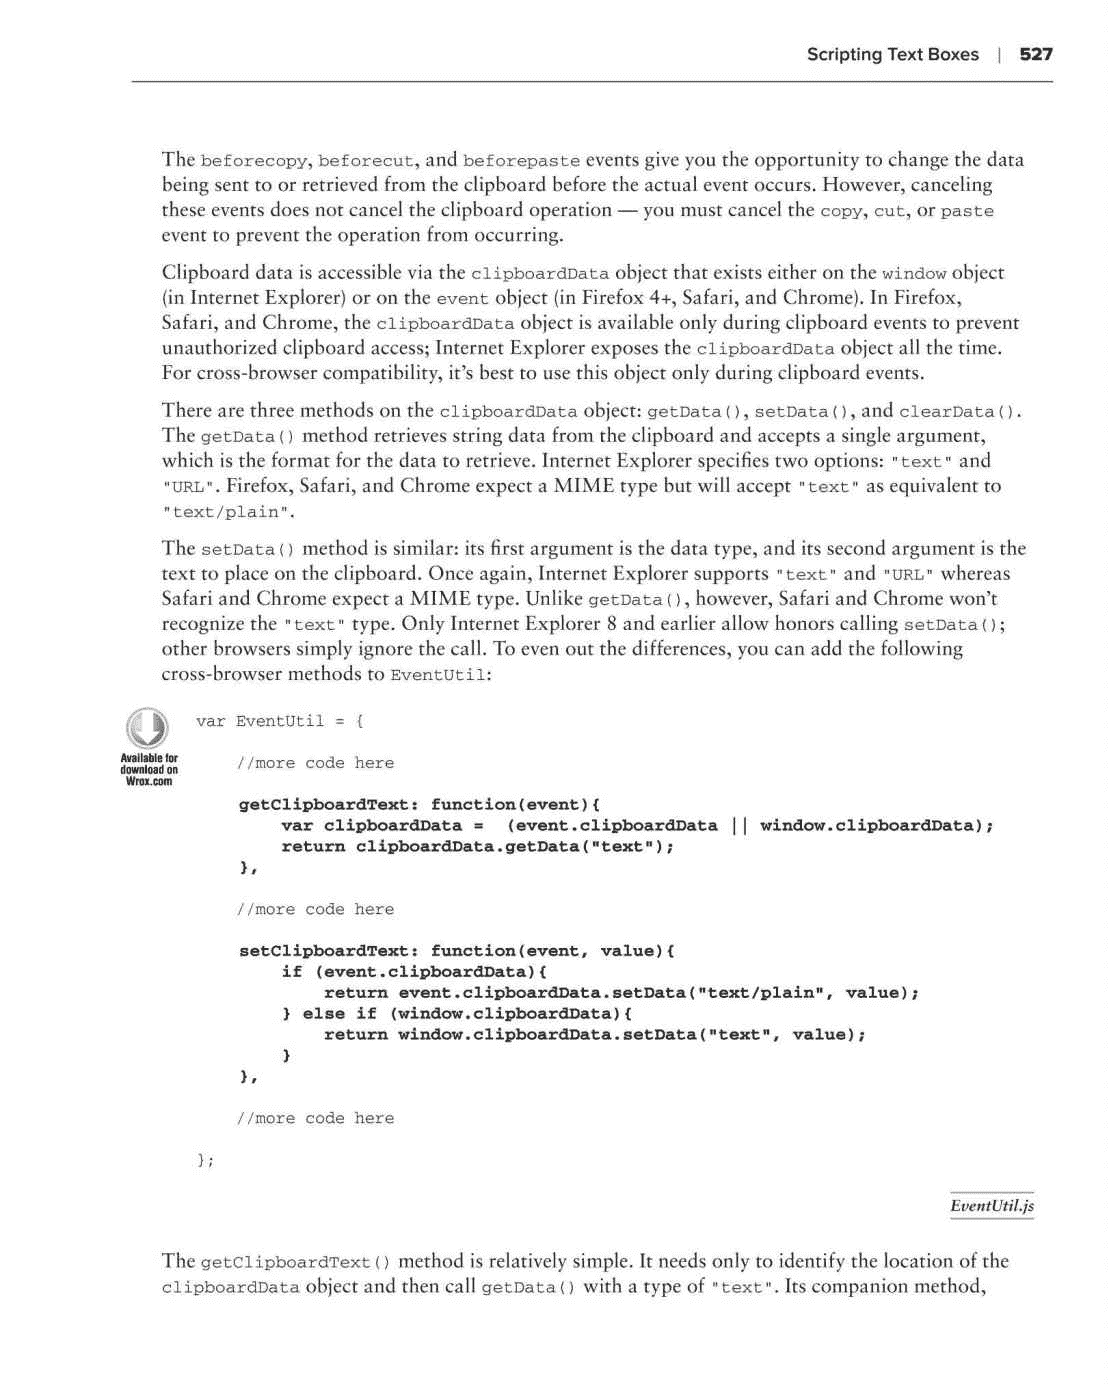 Scripting Text Boxes | 527
The beforecopy, beforecut, and beforepaste events give you the opportunity to change the data
being sent to or retrieved from the clipboard before the actual event occurs. However, canceling
these events does not cancel the clipboard operation — you must cancel the copy, cut, or paste
event to prevent the operation from occurring.
Clipboard data is accessible via the clipboardData object that exists either on the window object
(in Internet Explorer) or on the event object (in Firefox 4+, Safari, and Chrome). In Firefox,
Safari, and Chrome, the clipboardData object is available only during clipboard events to prevent
unauthorized clipboard access; Internet Explorer exposes the clipboardData object all the time.
For cross-browser compatibility, it's best to use this object only during clipboard events.
There are three methods on the clipboardData object: getData(), setData(), and clearData().
The getData() method retrieves string data from the clipboard and accepts a single argument,
which is the format for the data to retrieve. Internet Explorer specifies two options: "text" and
"URL". Firefox, Safari, and Chrome expect a MIME type but will accept "text" as equivalent to
"text/plain".
The setData() method is similar: its first argument is the data type, and its second argument is the
text to place on the clipboard. Once again, Internet Explorer supports "text" and "URL" whereas
Safari and Chrome expect a MIME type. Unlike getData(), however, Safari and Chrome won't
recognize the "text" type. Only Internet Explorer 8 and earlier allow honors calling setData();
other browsers simply ignore the call. To even out the differences, you can add the following
cross-browser methods to EventUtil:
var EventUtil = {
Available for
download on
Wrox.com
//more code here
getClipboardText: function(event){
var clipboardData =  (event.clipboardData || window.clipboardData);
return clipboardData.getData("text");
},
//more code here
setClipboardText: function(event, value){
if (event.clipboardData){
return event.clipboardData.setData("text/plain", value);
} else if (window.clipboardData){
return window.clipboardData.setData("text", value);
}
},
//more code here
};
EventUtil.js
The getClipboardText() method is relatively simple. It needs only to identify the location of the
clipboardData object and then call getData() with a type of "text". Its companion method,